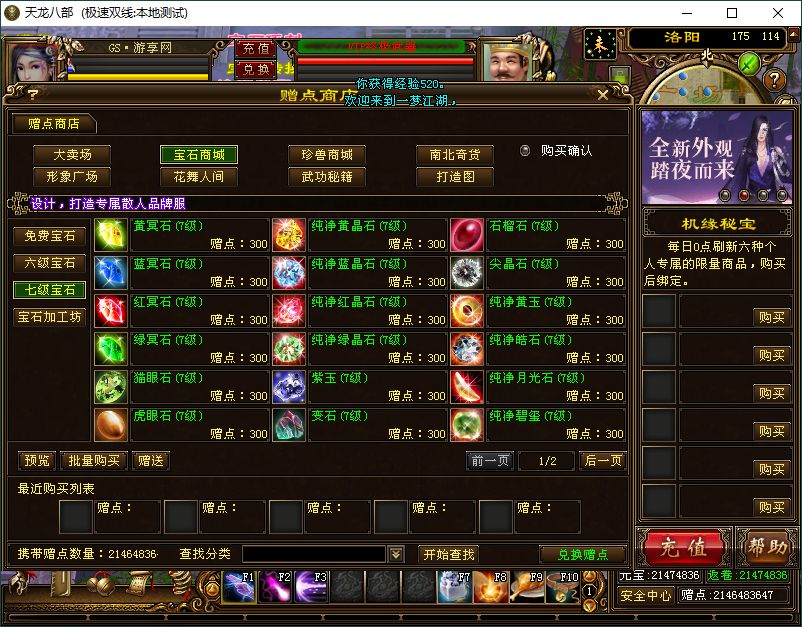 天龙八部 (极速双线:本地测试)
GS·游享网
充值
兑换
洛阳
175 114
北
未
你获得经验520。
欢迎来到一梦江湖，
?
赠点商店
赠点商店
大卖场
宝石商城
珍兽商城
南北奇货
购买确认
形象广场
花舞人间
武功秘籍
打造图
设计，打造专属散人品牌服
免费宝石
六级宝石
七级宝石
宝石加工坊
黄冥石(7级)
赠点：300
纯净黄晶石(7级)
赠点：300
石榴石(7级)
赠点：300
蓝冥石(7级)
赠点：300
纯净蓝晶石(7级)
赠点：300
尖晶石(7级)
赠点：300
红冥石(7级)
赠点：300
纯净红晶石(7级)
赠点：300
纯净黄玉(7级)
赠点：300
绿冥石(7级)
赠点：300
纯净绿晶石(7级)
赠点：300
纯净皓石(7级)
赠点：300
猫眼石(7级)
赠点：300
紫玉(7级)
赠点：300
纯净月光石(7级)
赠点：300
虎眼石(7级)
赠点：300
变石(7级)
赠点：300
纯净碧玺(7级)
赠点：300
预览
批量购买
赠送
前一页
1/2
后一页
最近购买列表
赠点：
赠点：
赠点：
赠点：
赠点：
携带赠点数量：21464836
查找分类
开始查找
兑换赠点
全新外观
踏夜而来
机缘秘宝
每日0点刷新六种个
人专属的限量商品，购买
后绑定。
购买
购买
购买
购买
购买
购买
充值
帮助
F1
F2
F3
F7
F8
F9
F10
1
元宝:21474836
返卷:21474836
安全中心
赠点:2146483647